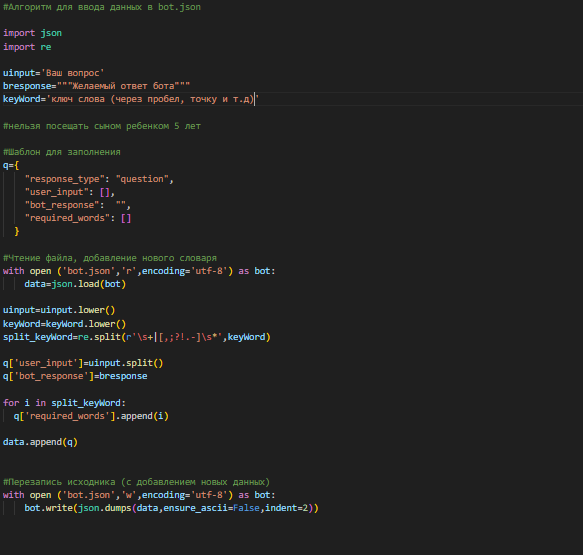 #Алгоритм для ввода данных в bot.json
import json
import re
uinput='Ваш вопрос'
bresponse="""Желаемый ответ бота"""
keyWord='ключ слова (через пробел, точку и т.д)'
#нельзя посещать сыном ребенком 5 лет
#Шаблон для заполнения
q={
"response_type": "question",
"user_input": [],
"bot_response":  "",
"required_words": []
}
#Чтение файла, добавление нового словаря
with open ('bot.json','r',encoding='utf-8') as bot:
data=json.load(bot)
uinput=uinput.lower()
keyWord=keyWord.lower()
split_keyWord=re.split(r'\s+|[,;?!.-]\s*',keyWord)
q['user_input']=uinput.split()
q['bot_response']=bresponse
for i in split_keyWord:
q['required_words'].append(i)
data.append(q)
#Перезапись исходника (с добавлением новых данных)
with open ('bot.json','w',encoding='utf-8') as bot:
bot.write(json.dumps(data,ensure_ascii=False,indent=2))